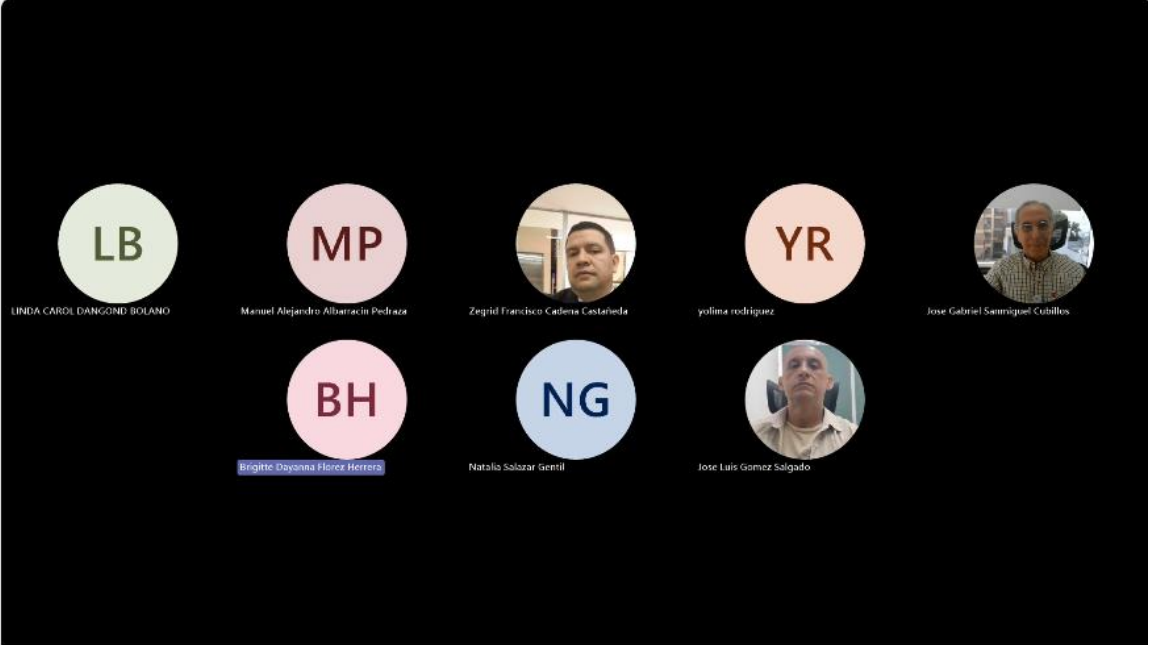 LB
MP
YR
LINDA CAROL DANGOND BOLANO
Manuel Alejandro Albarracin Pedraza
Zegrid Francisco Cadena Castañeda
yolima rodriguez
Jose Gabriel Sanmiguel Cubillos
BH
NG
Brigitte Dayanna Florez Herrera
Natalia Salazar Gentil
Jose Luis Gomez Salgado